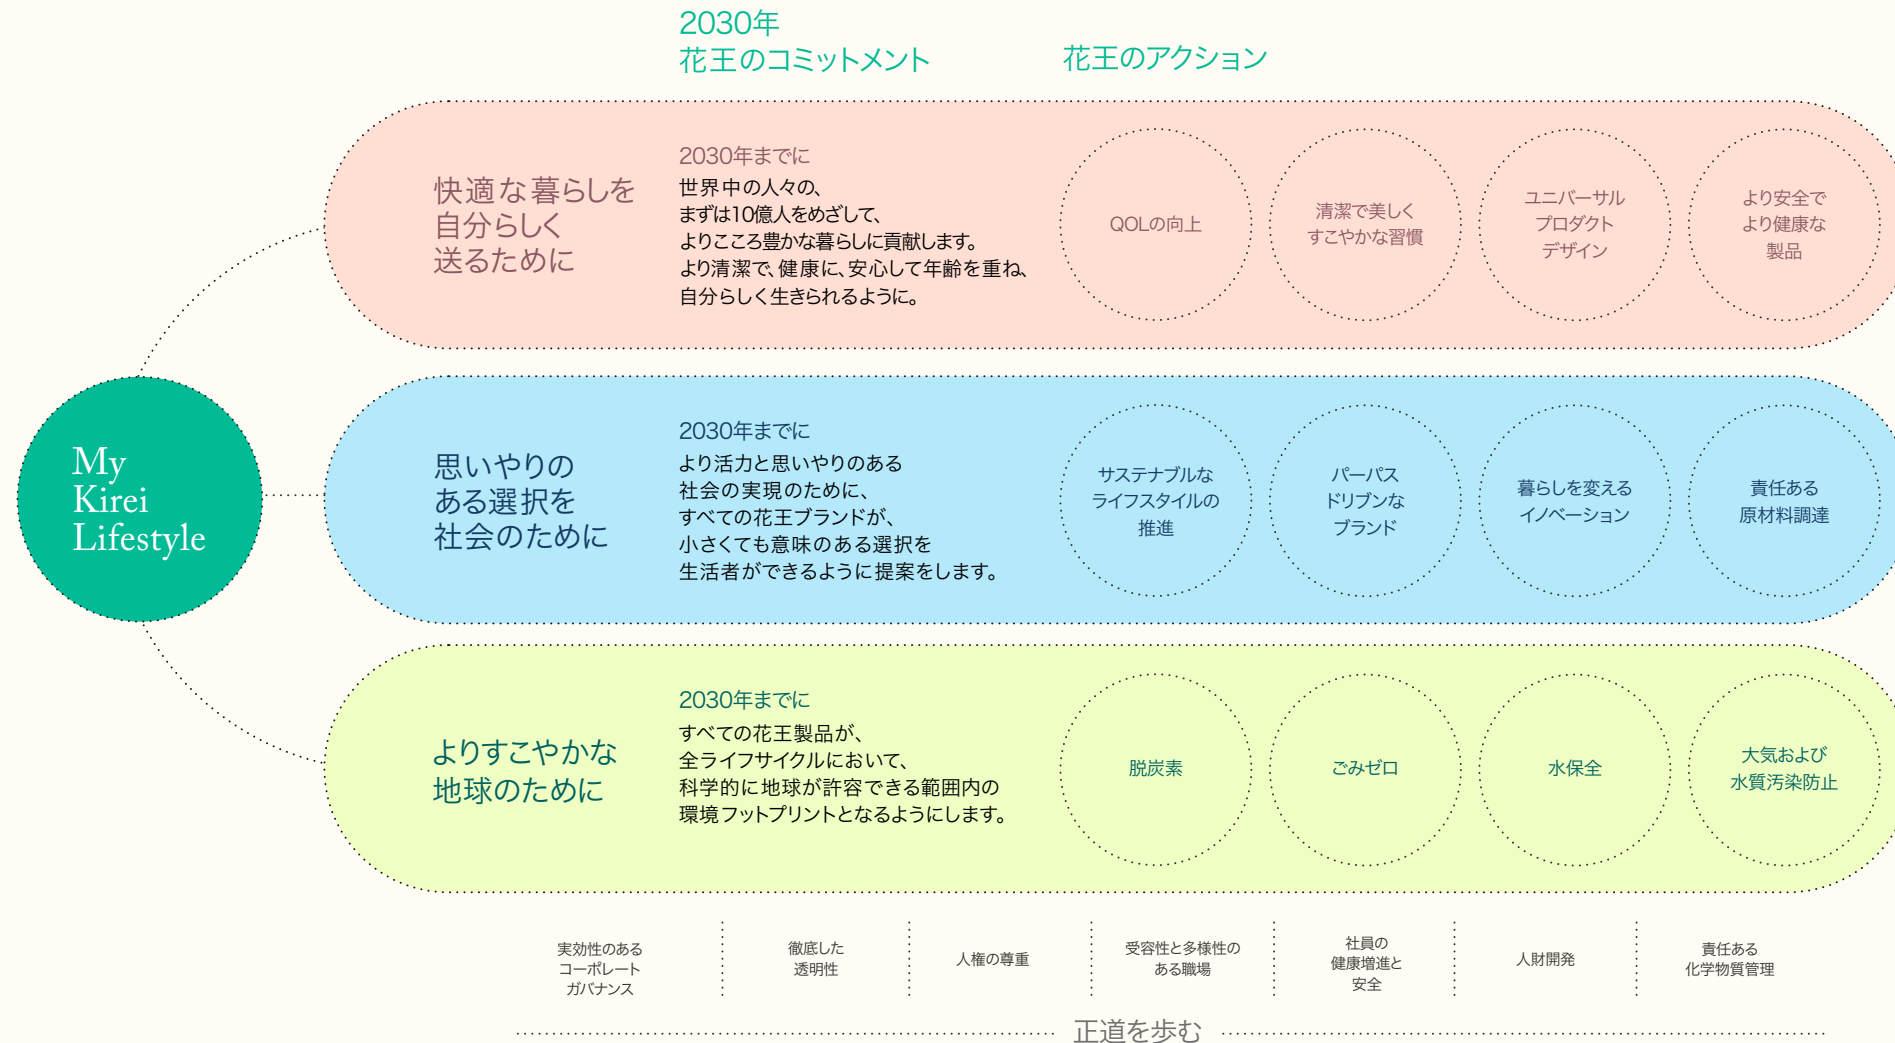 2030年
花王のコミットメント
花王のアクション
My
Kirei
Lifestyle
快適な暮らしを
自分らしく
送るために
2030年までに
世界中の人々の、
まずは10億人をめざして、
よりこころ豊かな暮らしに貢献します。
より清潔で、健康に、安心して年齢を重ね、
自分らしく生きられるように。
QOLの向上
清潔で美しく
すこやかな習慣
ユニバーサル
プロダクト
デザイン
より安全で
より健康な
製品
思いやりの
ある選択を
社会のために
2030年までに
より活力と思いやりのある
社会の実現のために、
すべての花王ブランドが、
小さくても意味のある選択を
生活者ができるように提案をします。
サステナブルな
ライフスタイルの
推進
パーパス
ドリブンな
ブランド
暮らしを変える
イノベーション
責任ある
原材料調達
よりすこやかな
地球のために
2030年までに
すべての花王製品が、
全ライフサイクルにおいて、
科学的に地球が許容できる範囲内の
環境フットプリントとなるようにします。
脱炭素
ごみゼロ
水保全
大気および
水質汚染防止
実効性のある
コーポレート
ガバナンス
徹底した
透明性
人権の尊重
受容性と多様性の
ある職場
社員の
健康増進と
安全
人財開発
責任ある
化学物質管理
正道を歩む